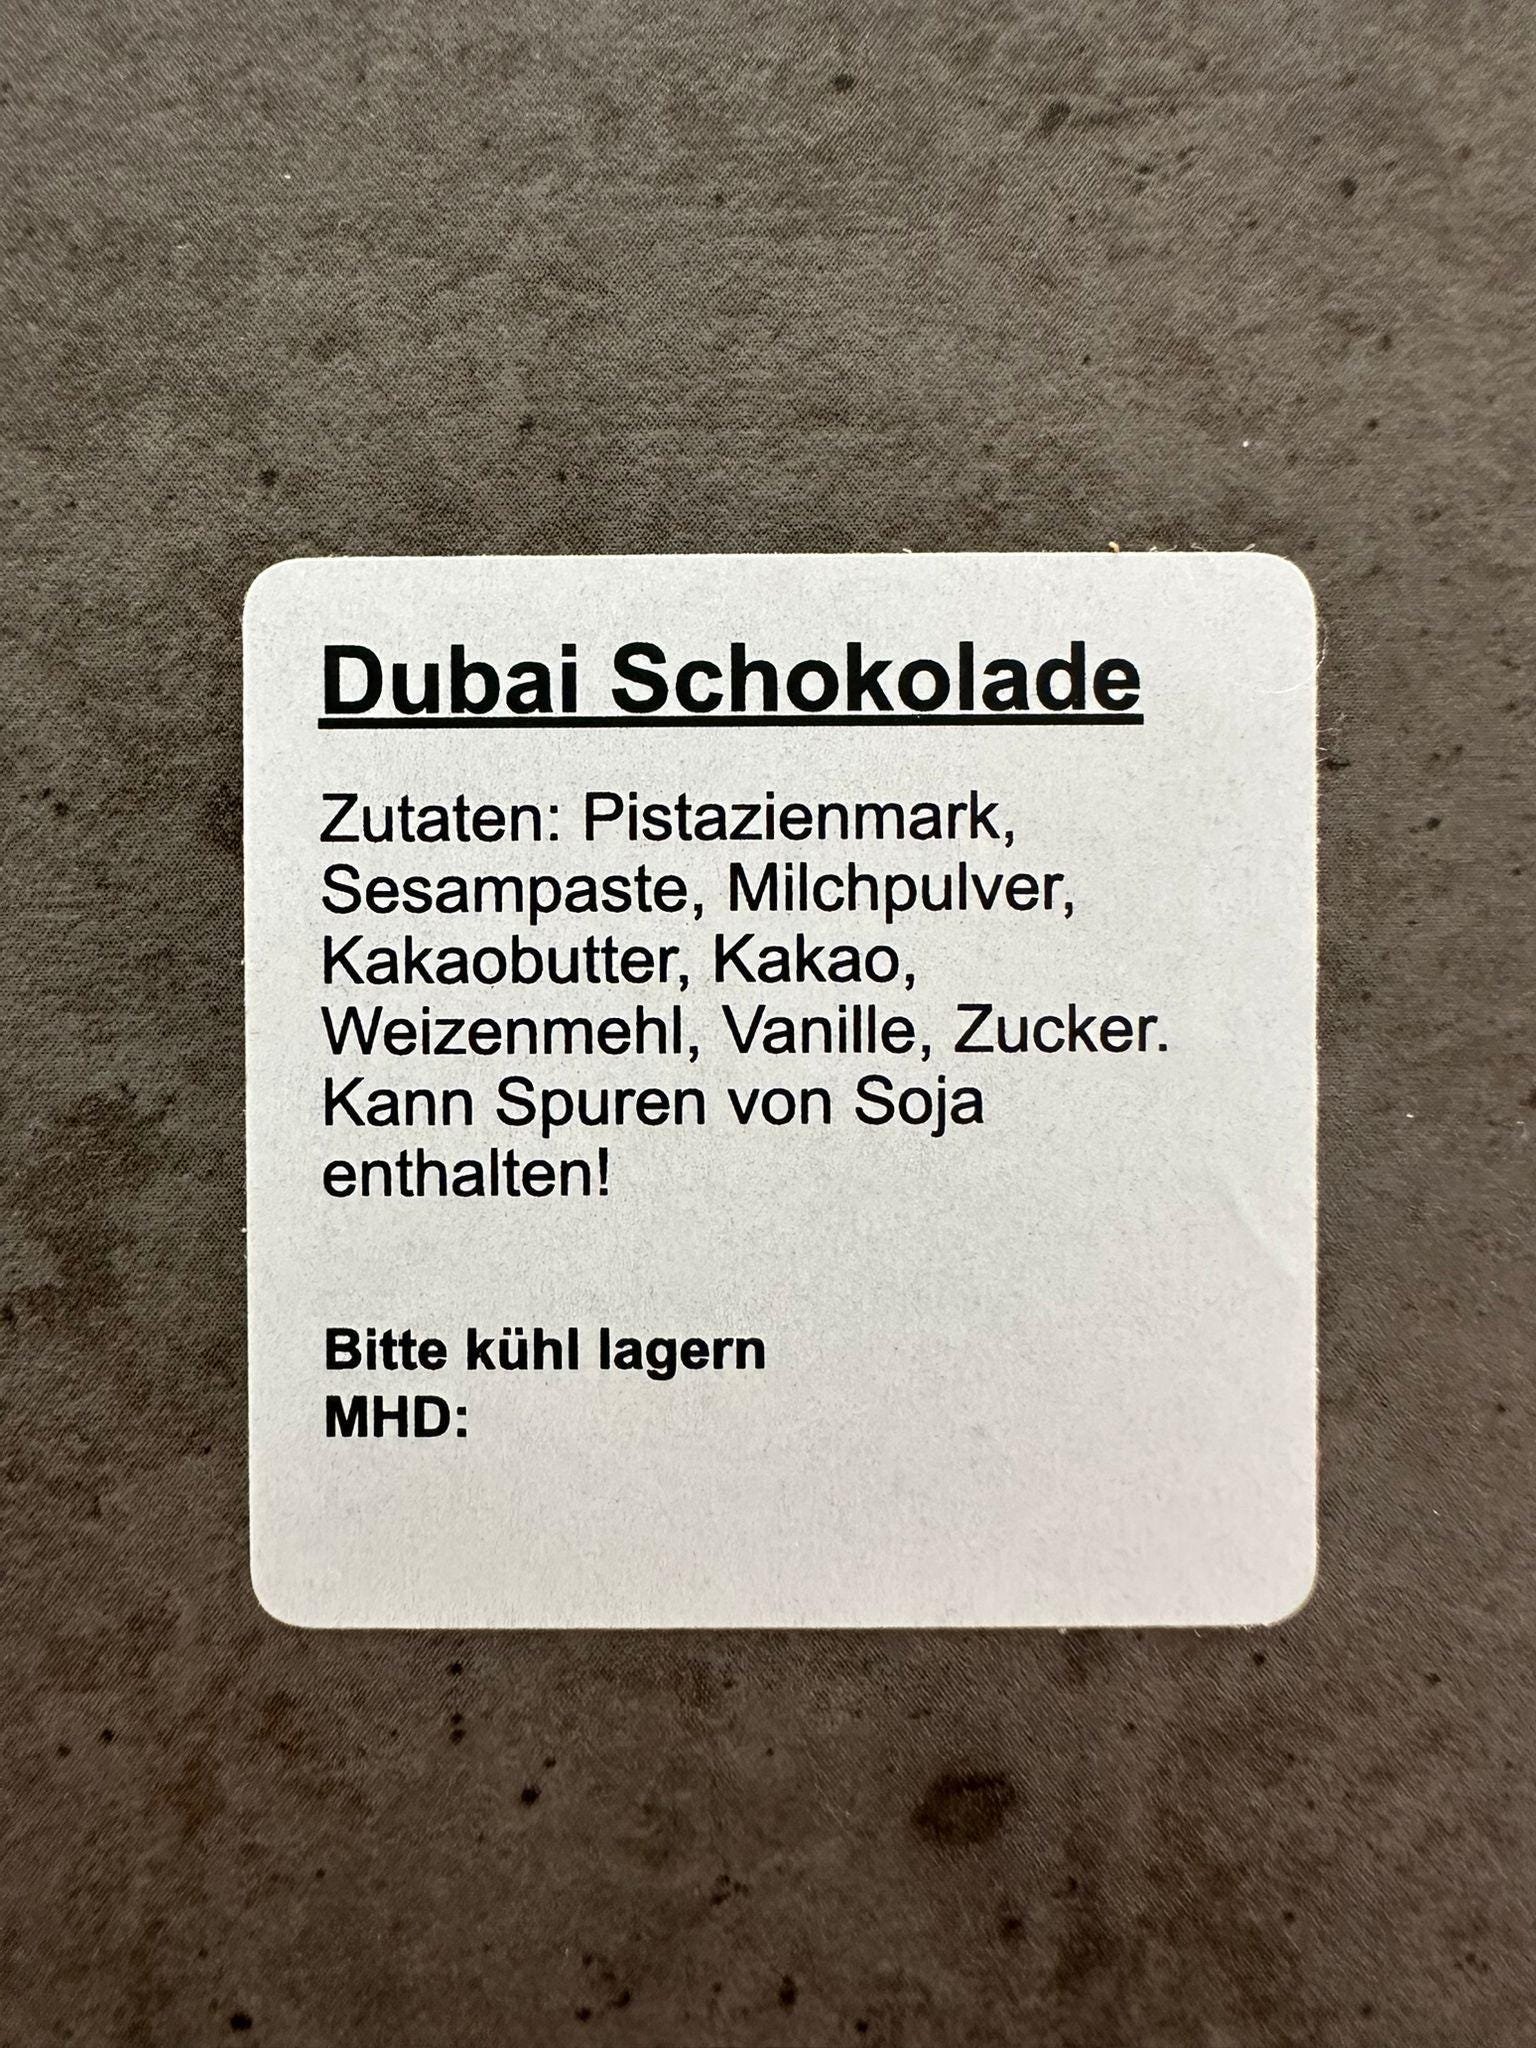 Dubai Schokolade
Zutaten: Pistazienmark,
Sesampaste, Milchpulver,
Kakaobutter, Kakao,
Weizenmehl, Vanille, Zucker.
Kann Spuren von Soja
enthalten!
Bitte kühl lagern
MHD: